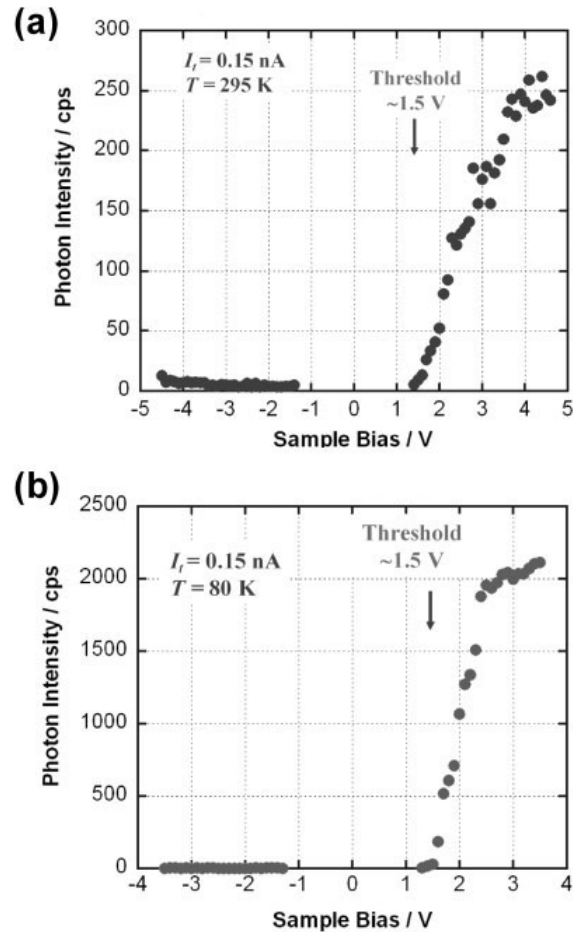 (a)
300
250
200
150
100
50
0
Photon Intensity / cps
It = 0.15 nA
T = 295 K
Threshold
~1.5 V
-5 -4 -3 -2 -1 0 1 2 3 4 5
Sample Bias / V
(b)
2500
2000
1500
1000
500
0
Photon Intensity / cps
It = 0.15 nA
T = 80 K
Threshold
~1.5 V
-4 -3 -2 -1 0 1 2 3 4
Sample Bias / V